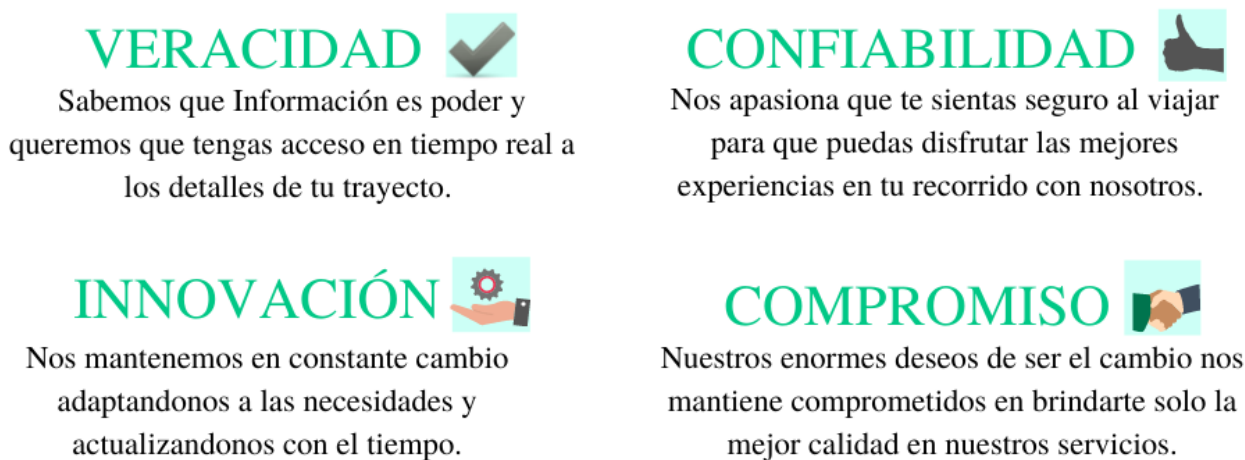 VERACIDAD
Sabemos que Información es poder y
queremos que tengas acceso en tiempo real a
los detalles de tu trayecto.
CONFIABILIDAD
Nos apasiona que te sientas seguro al viajar
para que puedas disfrutar las mejores
experiencias en tu recorrido con nosotros.
INNOVACIÓN
Nos mantenemos en constante cambio
adaptandonos a las necesidades y
actualizandonos con el tiempo.
COMPROMISO
Nuestros enormes deseos de ser el cambio nos
mantiene comprometidos en brindarte solo la
mejor calidad en nuestros servicios.